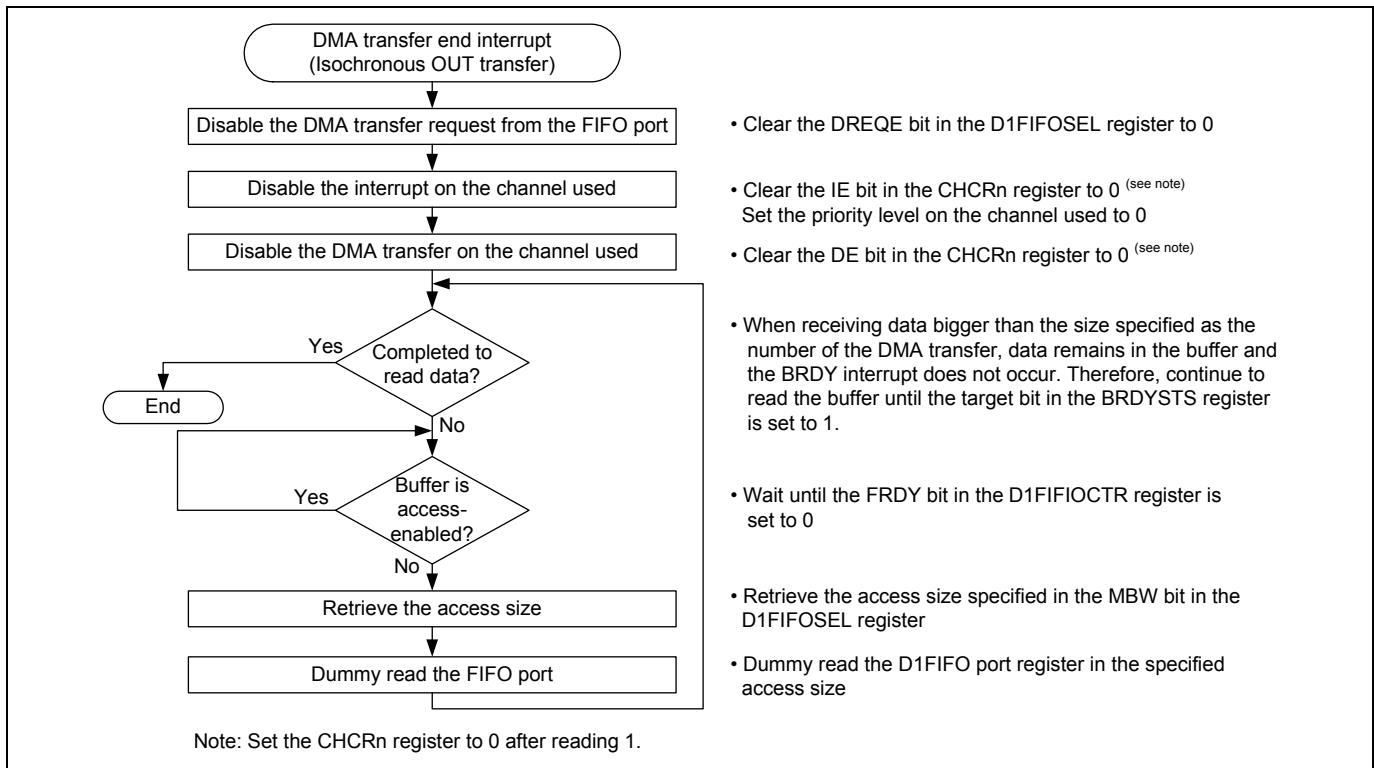 DMA transfer end interrupt
(Isochronous OUT transfer)
Disable the DMA transfer request from the FIFO port
• Clear the DREQE bit in the D1FIFOSEL register to 0
Disable the interrupt on the channel used
• Clear the IE bit in the CHCRn register to 0 (see note)
Set the priority level on the channel used to 0
Disable the DMA transfer on the channel used
• Clear the DE bit in the CHCRn register to 0 (see note)
Yes
Completed to
read data?
• When receiving data bigger than the size specified as the
number of the DMA transfer, data remains in the buffer and
the BRDY interrupt does not occur. Therefore, continue to
read the buffer until the target bit in the BRDYSTS register
is set to 1.
End
No
Yes
Buffer is
access-
enabled?
• Wait until the FRDY bit in the D1FIFIOCTR register is
set to 0
No
Retrieve the access size
• Retrieve the access size specified in the MBW bit in the
D1FIFOSEL register
Dummy read the FIFO port
• Dummy read the D1FIFO port register in the specified
access size
Note: Set the CHCRn register to 0 after reading 1.